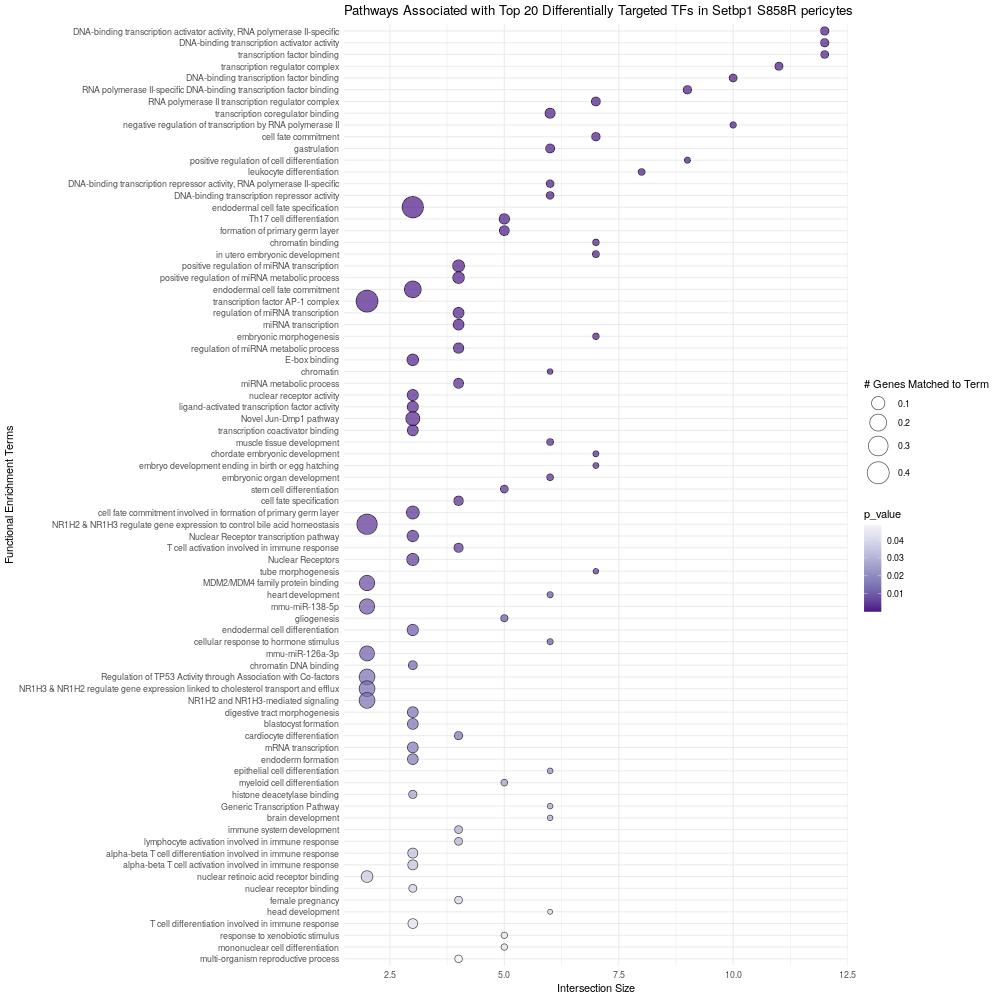 Pathways Associated with Top 20 Differentially Targeted TFs in Setbp1 S858R pericytes
DNA-binding transcription activator activity, RNA polymerase II-specific
DNA-binding transcription activator activity
transcription factor binding
transcription regulator complex
DNA-binding transcription factor binding
RNA polymerase II-specific DNA-binding transcription factor binding
RNA polymerase II transcription regulator complex
transcription coregulator binding
negative regulation of transcription by RNA polymerase II
cell fate commitment
gastrulation
positive regulation of cell differentiation
leukocyte differentiation
DNA-binding transcription repressor activity, RNA polymerase II-specific
DNA-binding transcription repressor activity
endodermal cell fate specification
Th17 cell differentiation
formation of primary germ layer
chromatin binding
in utero embryonic development
positive regulation of miRNA transcription
positive regulation of miRNA metabolic process
endodermal cell fate commitment
transcription factor AP-1 complex
regulation of miRNA transcription
miRNA transcription
embryonic morphogenesis
regulation of miRNA metabolic process
E-box binding
chromatin
miRNA metabolic process
nuclear receptor activity
ligand-activated transcription factor activity
Novel Jun-Dmp1 pathway
transcription coactivator binding
muscle tissue development
chordate embryonic development
embryo development ending in birth or egg hatching
embryonic organ development
stem cell differentiation
cell fate specification
cell fate commitment involved in formation of primary germ layer
NR1H2 & NR1H3 regulate gene expression to control bile acid homeostasis
Nuclear Receptor transcription pathway
T cell activation involved in immune response
Nuclear Receptors
tube morphogenesis
MDM2/MDM4 family protein binding
heart development
mmu-miR-138-5p
gliogenesis
endodermal cell differentiation
cellular response to hormone stimulus
mmu-miR-126a-3p
chromatin DNA binding
Regulation of TP53 Activity through Association with Co-factors
NR1H3 & NR1H2 regulate gene expression linked to cholesterol transport and efflux
NR1H2 and NR1H3-mediated signaling
digestive tract morphogenesis
blastocyst formation
cardiocyte differentiation
mRNA transcription
endoderm formation
epithelial cell differentiation
myeloid cell differentiation
histone deacetylase binding
Generic Transcription Pathway
brain development
immune system development
lymphocyte activation involved in immune response
alpha-beta T cell differentiation involved in immune response
alpha-beta T cell activation involved in immune response
nuclear retinoic acid receptor binding
nuclear receptor binding
female pregnancy
head development
T cell differentiation involved in immune response
response to xenobiotic stimulus
mononuclear cell differentiation
multi-organism reproductive process
Functional Enrichment Terms
2.5 5.0 7.5 10.0 12.5
Intersection Size
# Genes Matched to Term
0.1
0.2
0.3
0.4
p_value
0.04
0.03
0.02
0.01